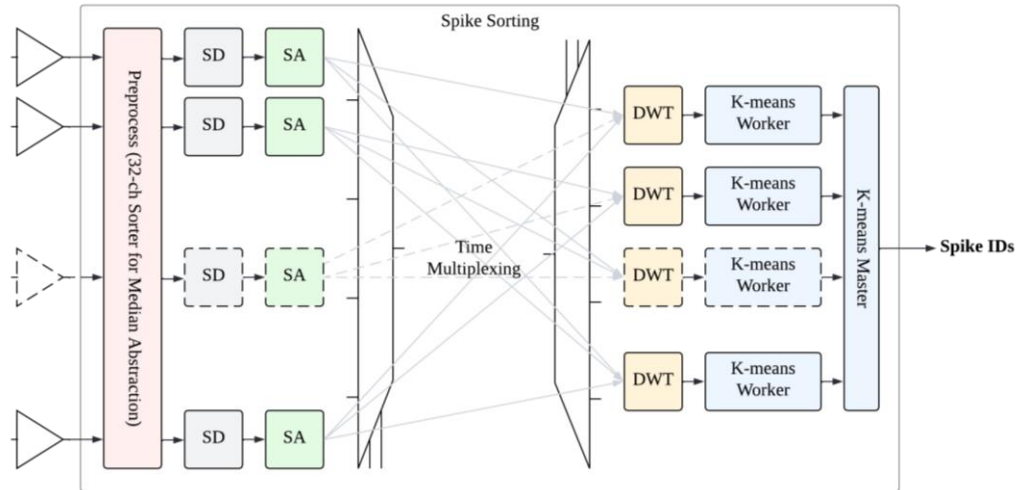 Spike Sorting
Preprocess (32-ch Sorter for Median Abstraction)
SD
SA
SD
SA
SD
SA
SD
SA
Time
Multiplexing
DWT
K-means
Worker
DWT
K-means
Worker
DWT
K-means
Worker
DWT
K-means
Worker
K-means Master
Spike IDs